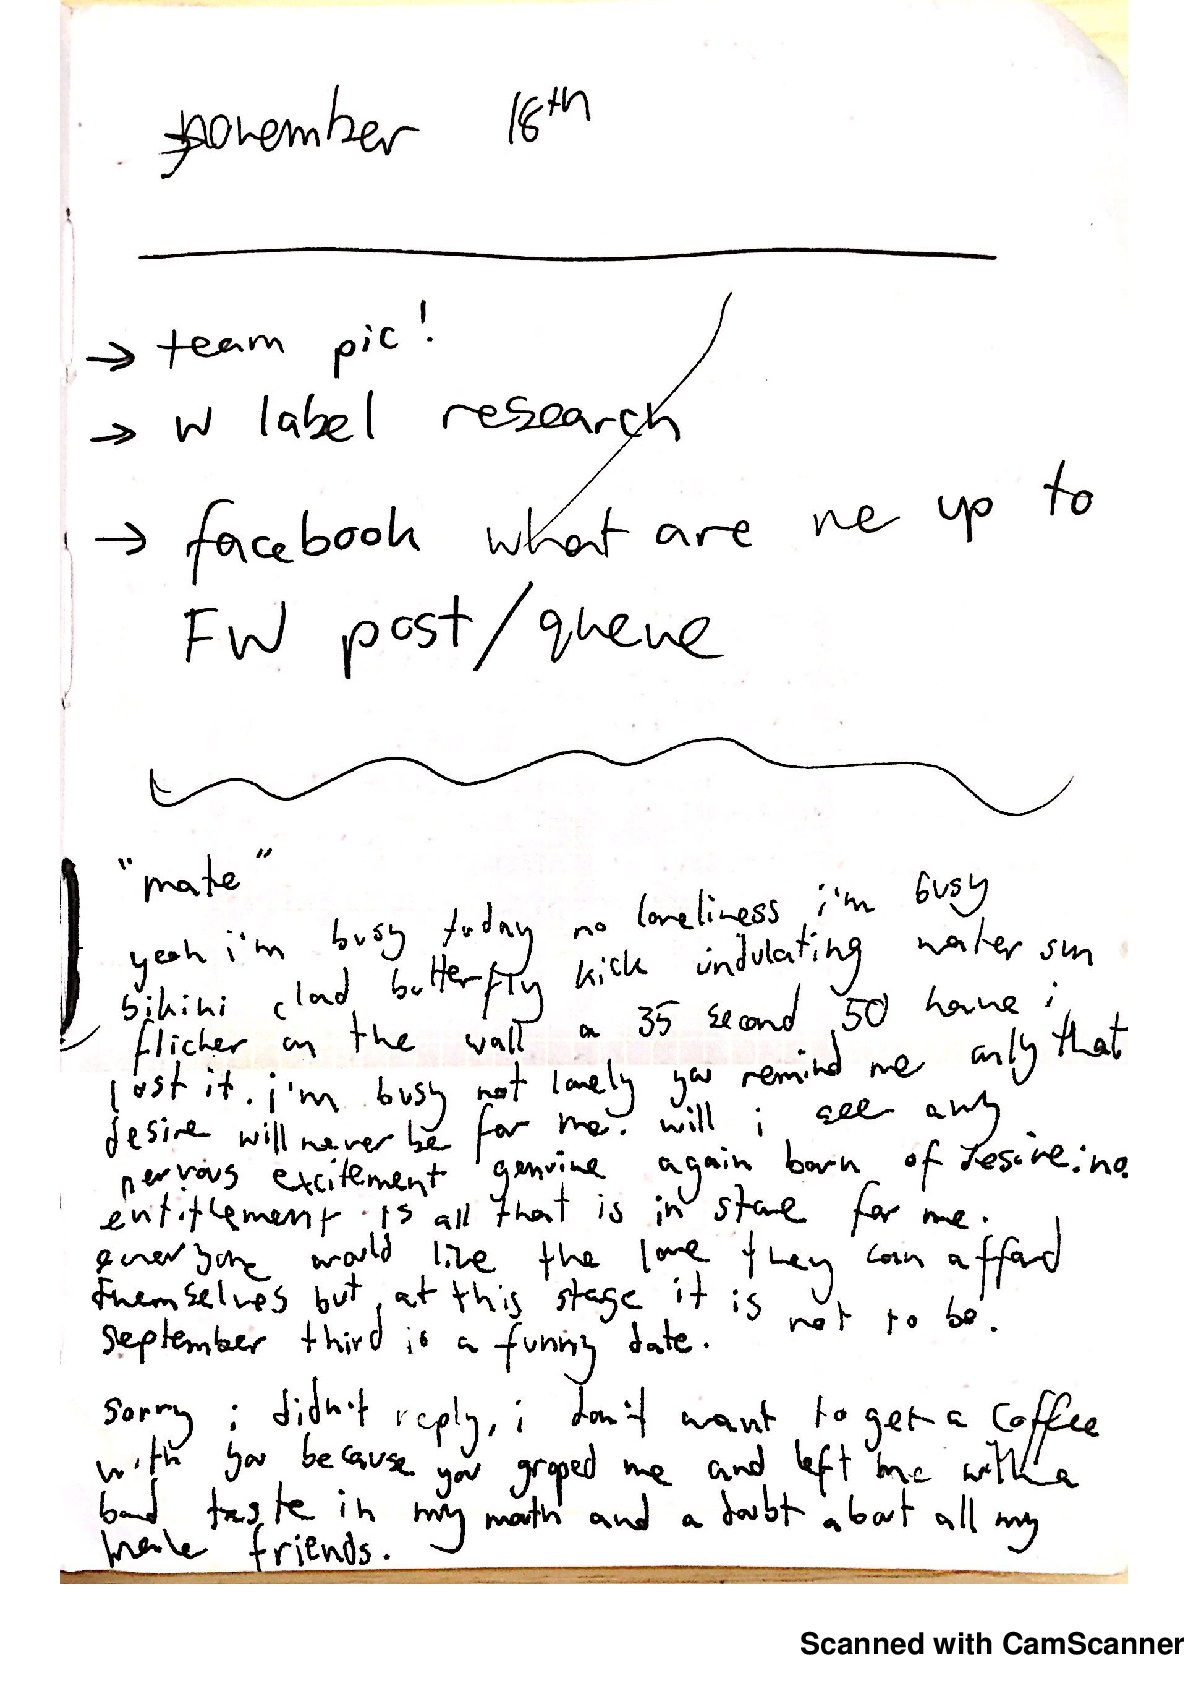 november 18th
→ team pic!
→ W label research
→ facebook what are we up to
FW post/queue
"mate"
yeah i'm busy today no loneliness i'm busy
bikini clad butterfly kick undulating water sun
flicker on the wall a 35 second 50 have i
lost it. i'm busy not lonely you remind me only that
desire will never be for me. will i see any
nervous excitement genuine again born of desire: no.
entitlement is all that is in store for me.
everyone would like the love they can afford
themselves but at this stage it is not to be.
september third is a funny date.
sorry i didn't reply, i don't want to get a coffee
with you because you groped me and left me with a
bad taste in my mouth and a doubt about all my
male friends.
Scanned with CamScanner